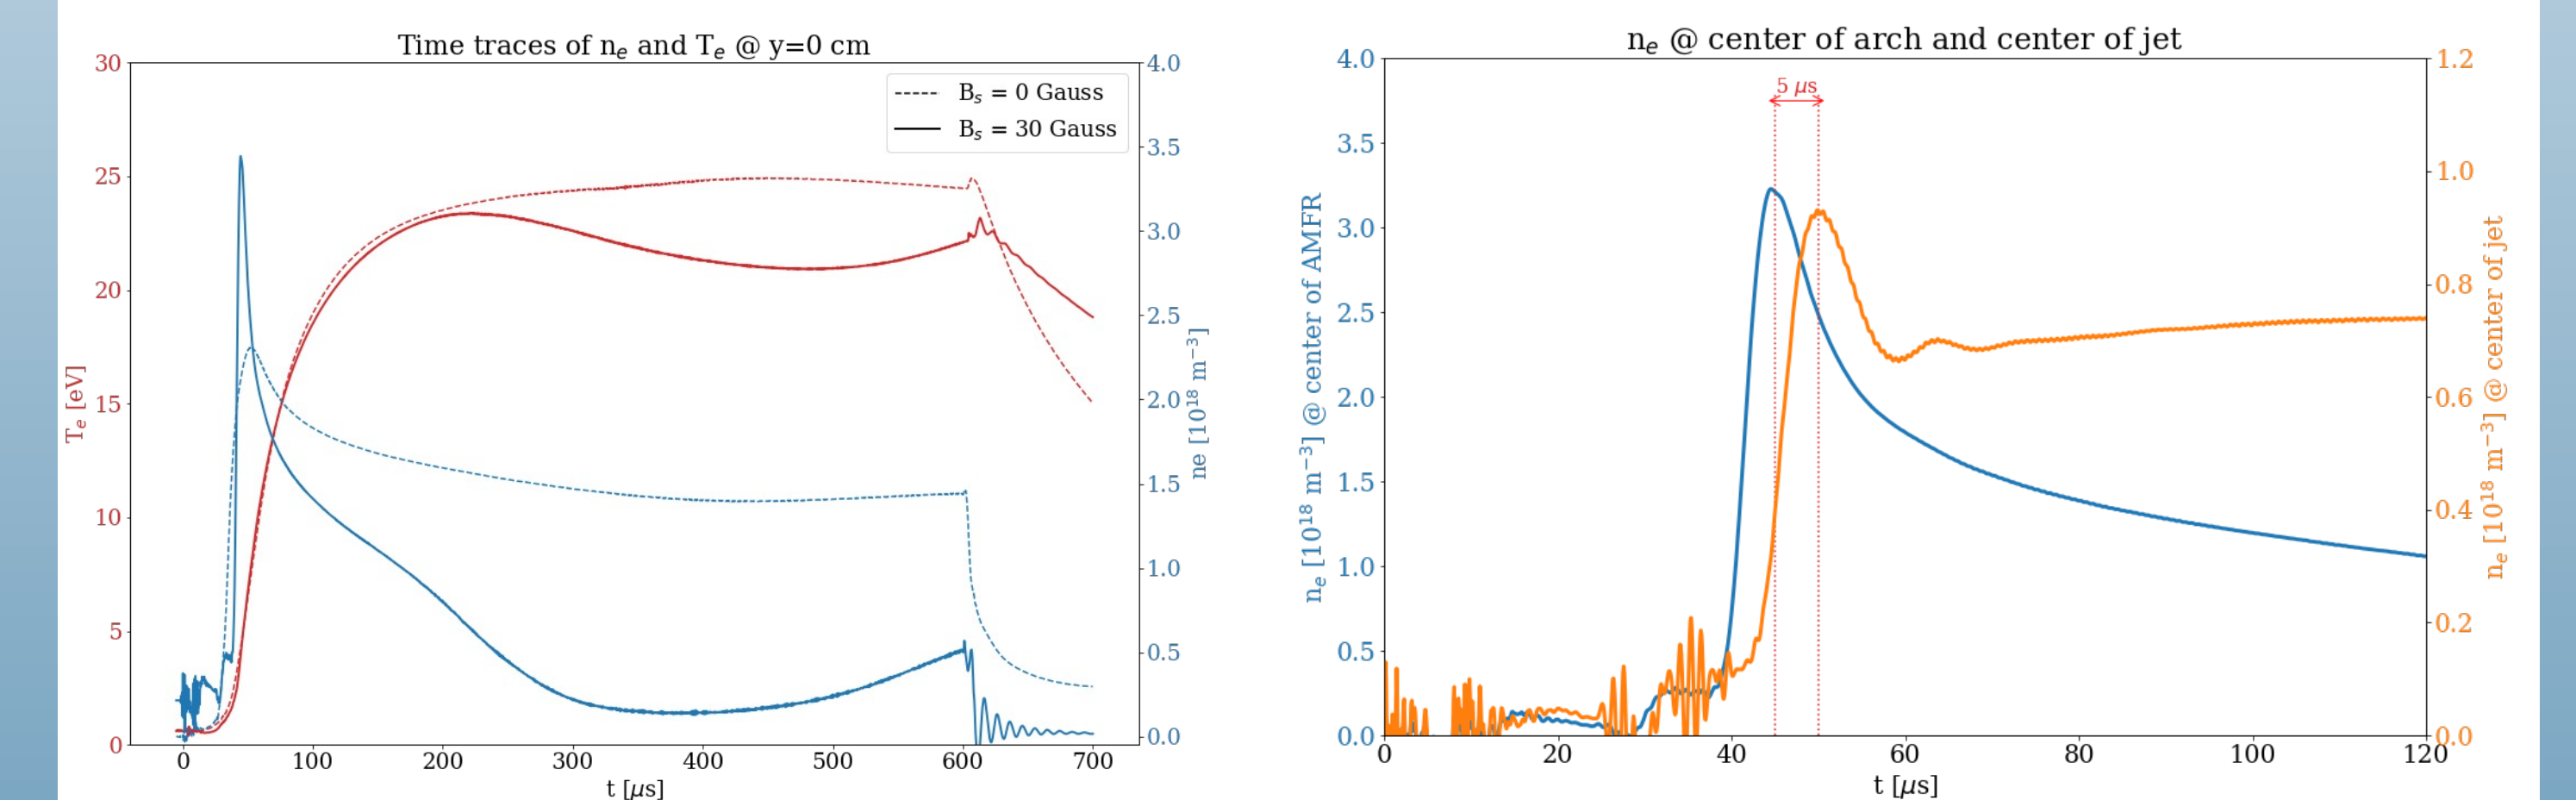 Time traces of nₑ and Tₑ @ y=0 cm
30
25
20
15
10
5
0
Tₑ [eV]
Bₛ = 0 Gauss
Bₛ = 30 Gauss
4.0
3.5
3.0
2.5
2.0
1.5
1.0
0.5
0.0
ne [10¹⁸ m⁻³]
0 100 200 300 400 500 600 700
t [μs]
nₑ @ center of arch and center of jet
4.0
3.5
3.0
2.5
2.0
1.5
1.0
0.5
0.0
nₑ [10¹⁸ m⁻³] @ center of AMFR
5 μs
1.2
1.0
0.8
0.6
0.4
0.2
0.0
nₑ [10¹⁸ m⁻³] @ center of jet
0 20 40 60 80 100 120
t [μs]